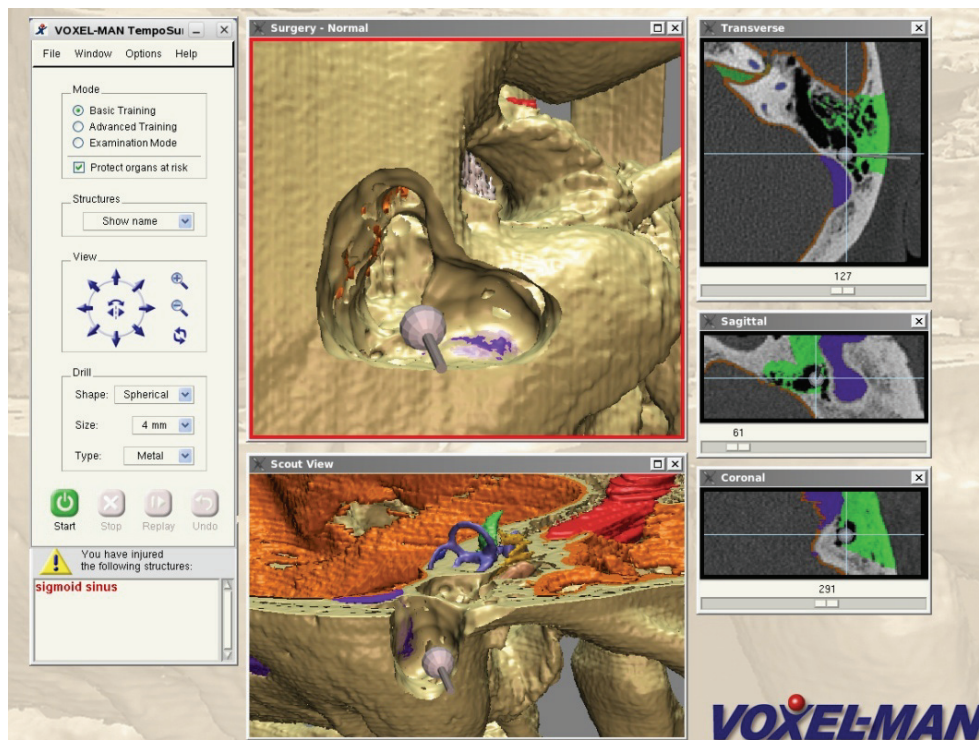 VOXEL-MAN TempoSur
File Window Options Help
Mode
Basic Training
Advanced Training
Examination Mode
Protect organs at risk
Structures
Show name
View
Drill
Shape: Spherical
Size: 4 mm
Type: Metal
Start Stop Replay Undo
You have injured
the following structures:
sigmoid sinus
Surgery - Normal
Scout View
Transverse
127
Sagittal
61
Coronal
291
VOXEL-MAN